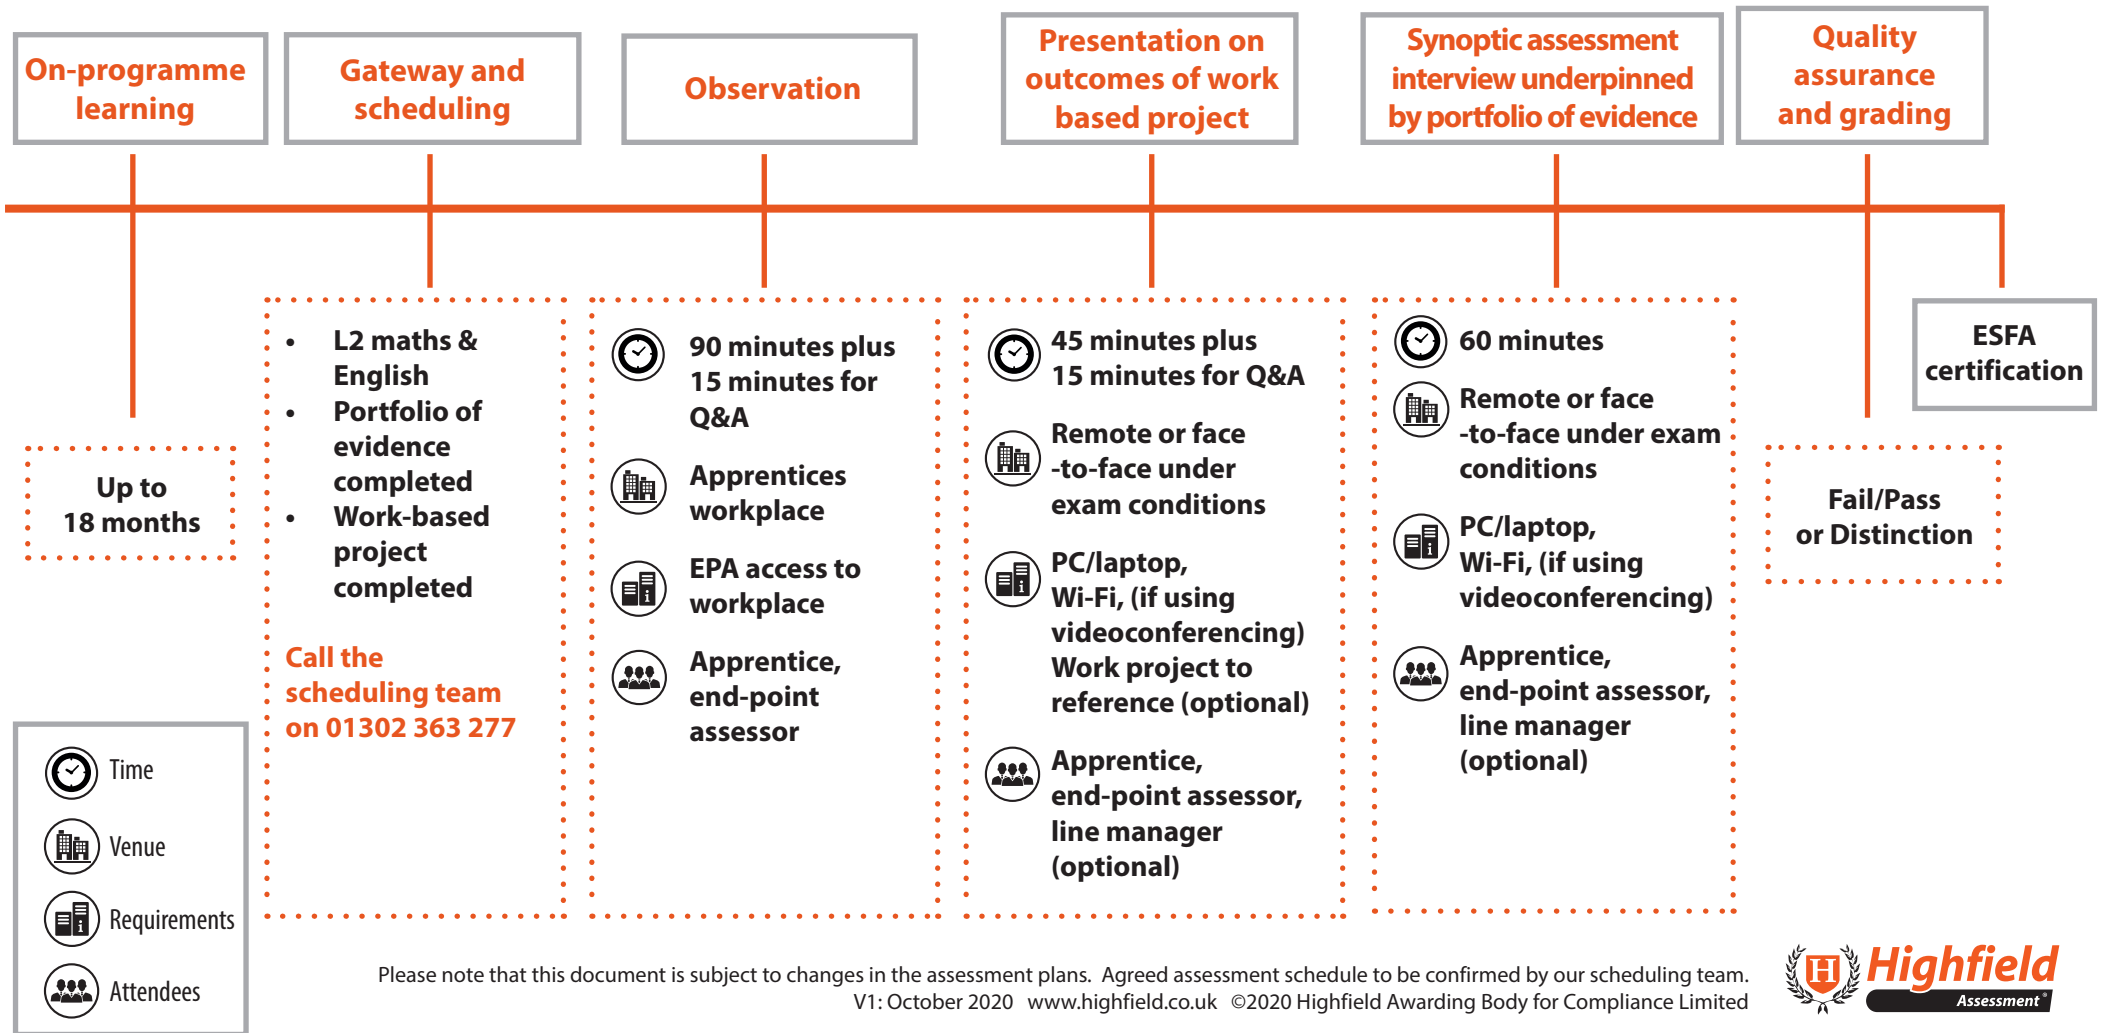 On-programme
learning
Gateway and
scheduling
Observation
Presentation on
outcomes of work
based project
Synoptic assessment
interview underpinned
by portfolio of evidence
Quality
assurance
and grading
Up to
18 months
• L2 maths &
English
• Portfolio of
evidence
completed
• Work-based
project
completed
Call the
scheduling team
on 01302 363 277
90 minutes plus
15 minutes for
Q&A
Apprentices
workplace
EPA access to
workplace
Apprentice,
end-point
assessor
45 minutes plus
15 minutes for Q&A
Remote or face
-to-face under
exam conditions
PC/laptop,
Wi-Fi, (if using
videoconferencing)
Work project to
reference (optional)
Apprentice,
end-point assessor,
line manager
(optional)
60 minutes
Remote or face
-to-face under exam
conditions
PC/laptop,
Wi-Fi, (if using
videoconferencing)
Apprentice,
end-point assessor,
line manager
(optional)
Fail/Pass
or Distinction
ESFA
certification
Time
Venue
Requirements
Attendees
Please note that this document is subject to changes in the assessment plans. Agreed assessment schedule to be confirmed by our scheduling team.
V1: October 2020 www.highfield.co.uk ©2020 Highfield Awarding Body for Compliance Limited
H
Highfield
Assessment®